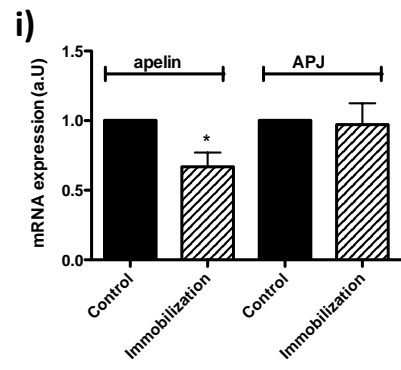 i)
apelin APJ
mRNA expression (a.U)
1.5
1.0
0.5
0.0
*
Control
Immobilization
Control
Immobilization